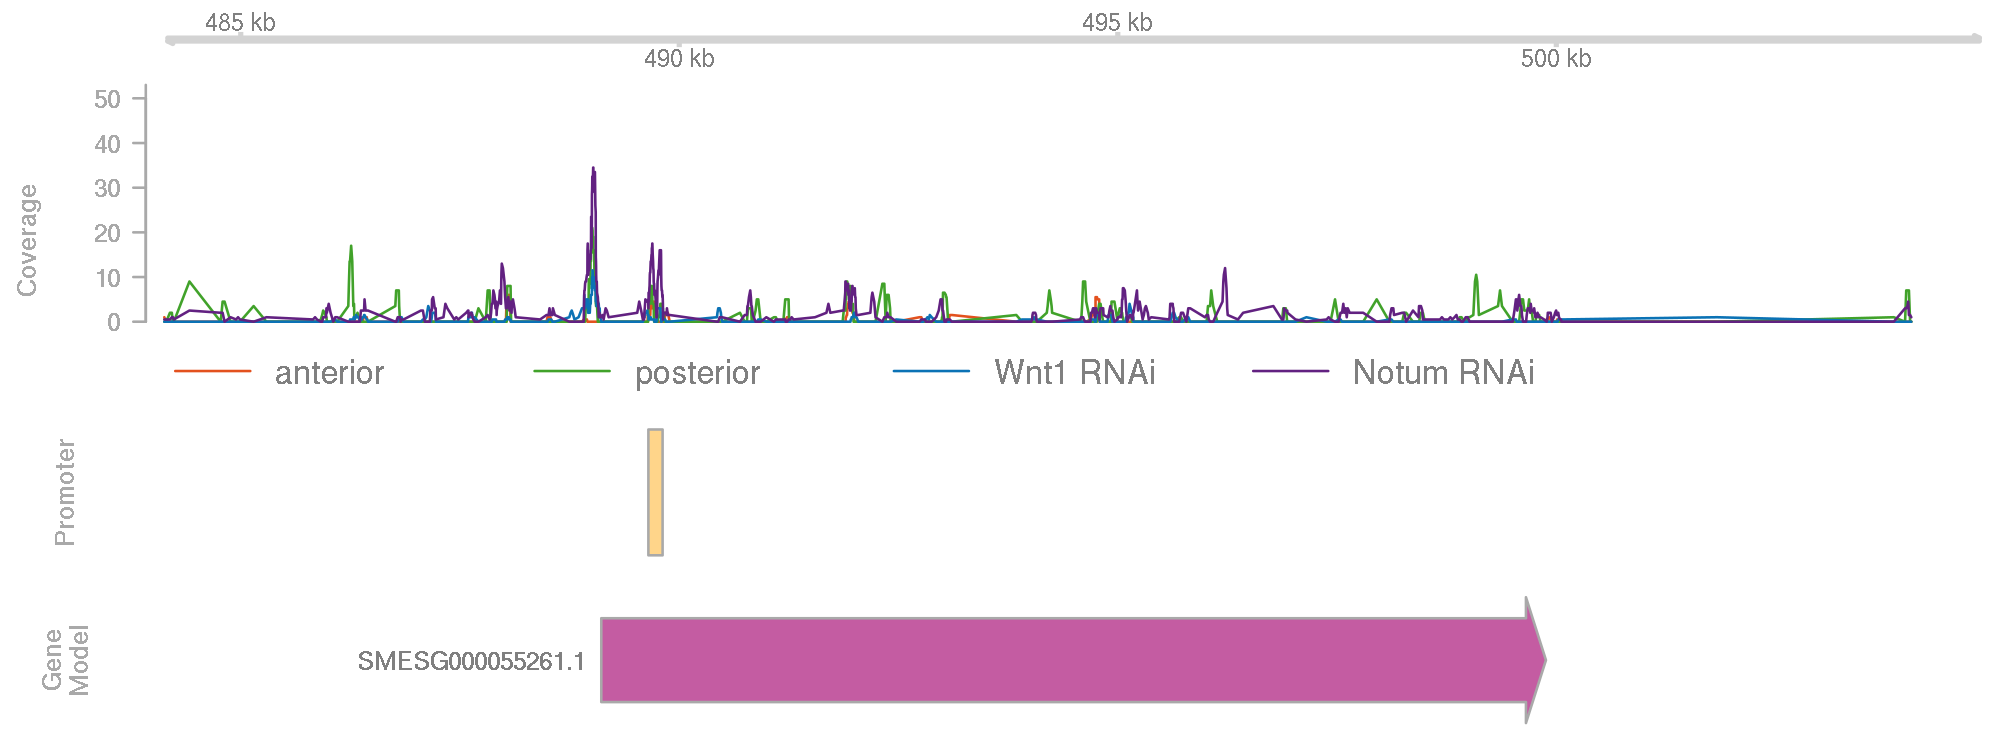 485 kb
495 kb
490 kb
500 kb
Coverage
50
40
30
20
10
0
anterior posterior Wnt1 RNAi Notum RNAi
Promoter
Gene
Model
SMESG000055261.1